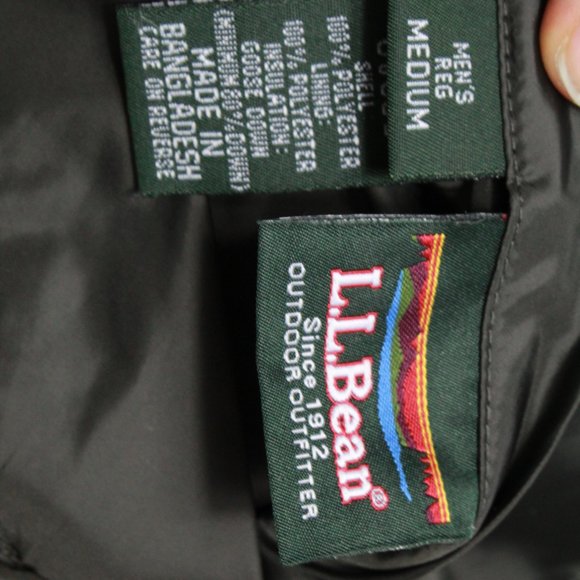 MEN'S
REG
MEDIUM
SHELL
100% POLYESTER
LINING:
100% POLYESTER
INSULATION:
GOOSE DOWN
(MINIMUM 80% DOWN)
MADE IN
BANGLADESH
CARE ON REVERSE
L.L.Bean®
Since 1912
OUTDOOR OUTFITTER